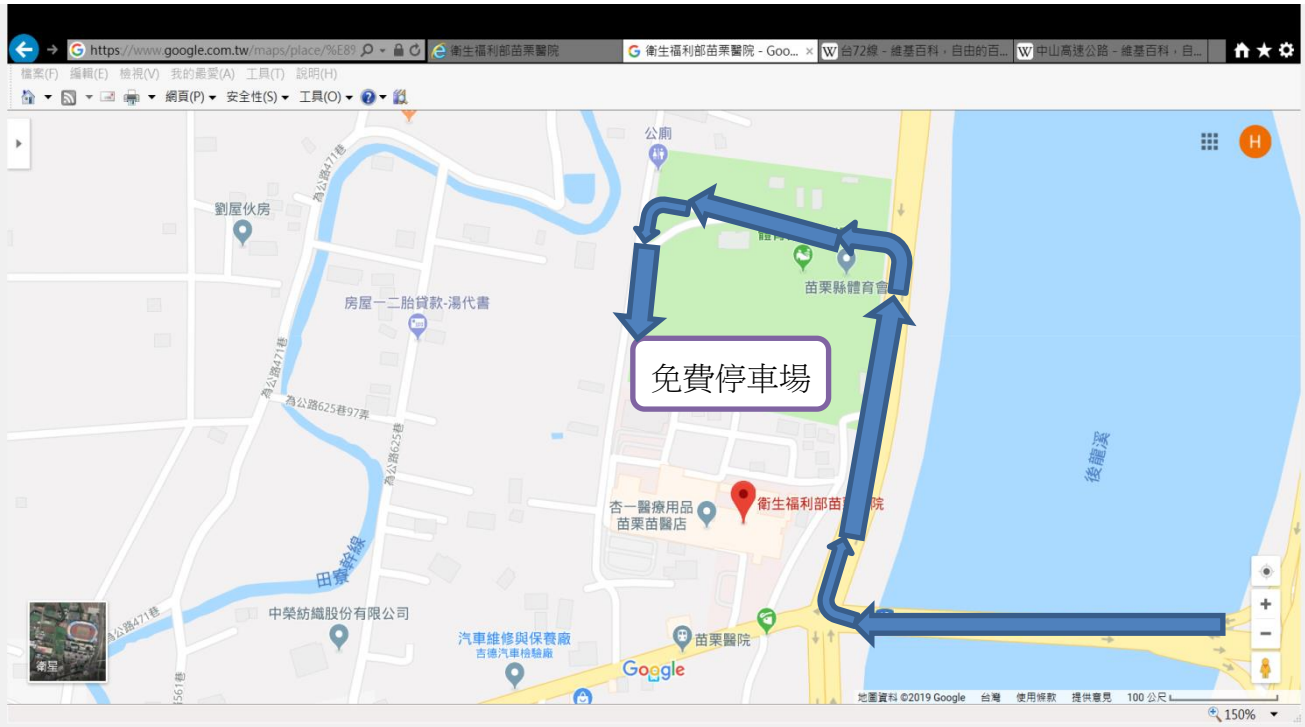 https://www.google.com.tw/maps/place/%E89
衛生福利部苗栗醫院
衛生福利部苗栗醫院 - Goo...
台72線 - 維基百科，自由的百...
中山高速公路 - 維基百科，自...
檔案(F) 編輯(E) 檢視(V) 我的最愛(A) 工具(T) 說明(H)
網頁(P) 安全性(S) 工具(O)
H
公廁
為公路471巷
劉屋伙房
苗栗縣體育會
房屋一二胎貸款-湯代書
免費停車場
為公路471巷
為公路625巷97弄
為公路625巷
後龍溪
杏一醫療用品
苗栗苗醫店
衛生福利部苗
院
田寮幹線
中榮紡織股份有限公司
汽車維修與保養廠
吉德汽車檢驗廠
苗栗醫院
衛星
561巷
Google
地圖資料 ©2019 Google 台灣 使用條款 提供意見 100 公尺
150%